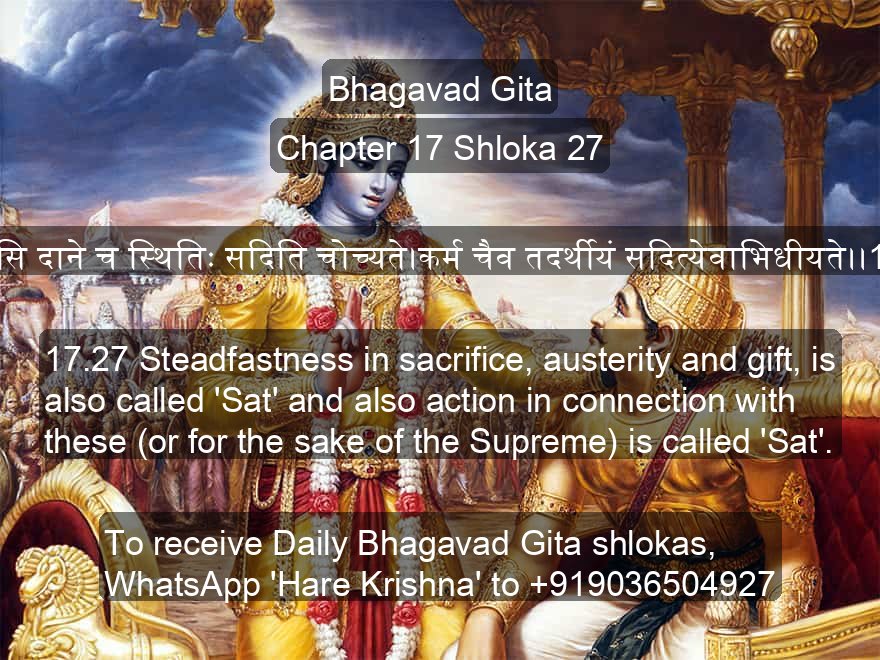 Bhagavad Gita
Chapter 17 Shloka 27
सि दाने च स्थितिः सदिति चोच्यते।कर्म चैव तदर्थीयं सदित्येवाभिधीयते।।1
17.27 Steadfastness in sacrifice, austerity and gift, is
also called 'Sat' and also action in connection with
these (or for the sake of the Supreme) is called 'Sat'.
To receive Daily Bhagavad Gita shlokas,
WhatsApp 'Hare Krishna' to +919036504927